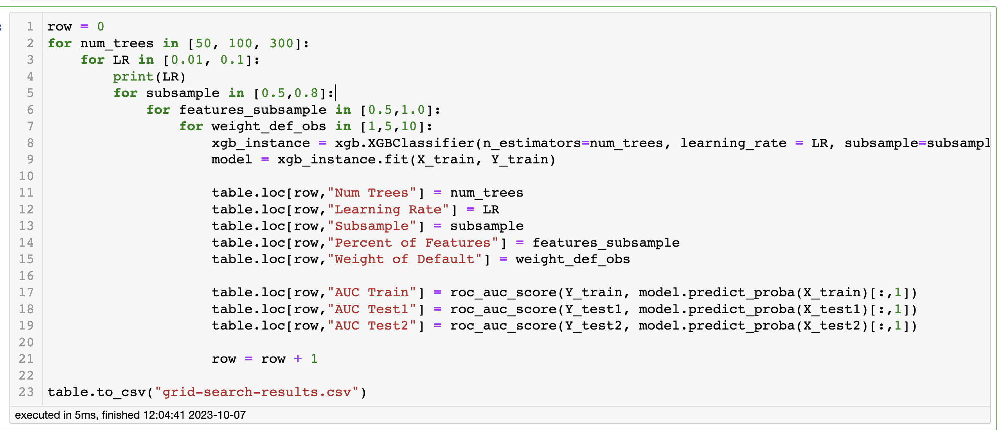 1 row = 0
2 for num_trees in [50, 100, 300]:
3     for LR in [0.01, 0.1]:
4         print(LR)
5         for subsample in [0.5,0.8]:
6             for features_subsample in [0.5,1.0]:
7                 for weight_def_obs in [1,5,10]:
8                     xgb_instance = xgb.XGBClassifier(n_estimators=num_trees, learning_rate = LR, subsample=subsampl
9                     model = xgb_instance.fit(X_train, Y_train)
10
11                     table.loc[row,"Num Trees"] = num_trees
12                     table.loc[row,"Learning Rate"] = LR
13                     table.loc[row,"Subsample"] = subsample
14                     table.loc[row,"Percent of Features"] = features_subsample
15                     table.loc[row,"Weight of Default"] = weight_def_obs
16
17                     table.loc[row,"AUC Train"] = roc_auc_score(Y_train, model.predict_proba(X_train)[:,1])
18                     table.loc[row,"AUC Test1"] = roc_auc_score(Y_test1, model.predict_proba(X_test1)[:,1])
19                     table.loc[row,"AUC Test2"] = roc_auc_score(Y_test2, model.predict_proba(X_test2)[:,1])
20
21                     row = row + 1
22
23 table.to_csv("grid-search-results.csv")
executed in 5ms, finished 12:04:41 2023-10-07